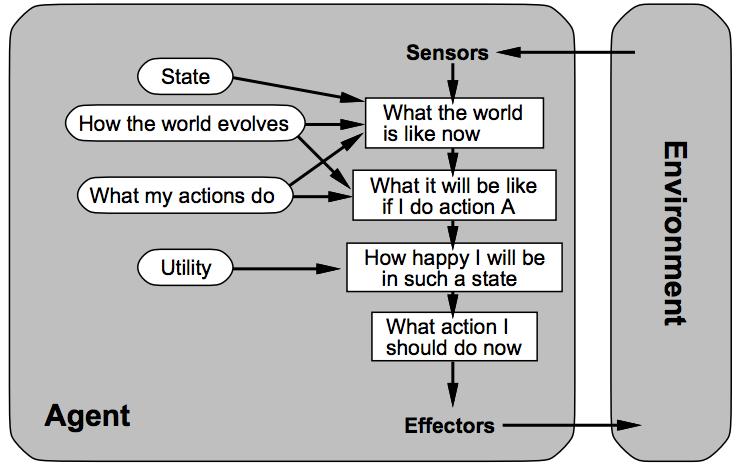 Sensors
State
What the world
is like now
How the world evolves
What it will be like
if I do action A
What my actions do
How happy I will be
in such a state
Utility
What action I
should do now
Agent
Effectors
Environment